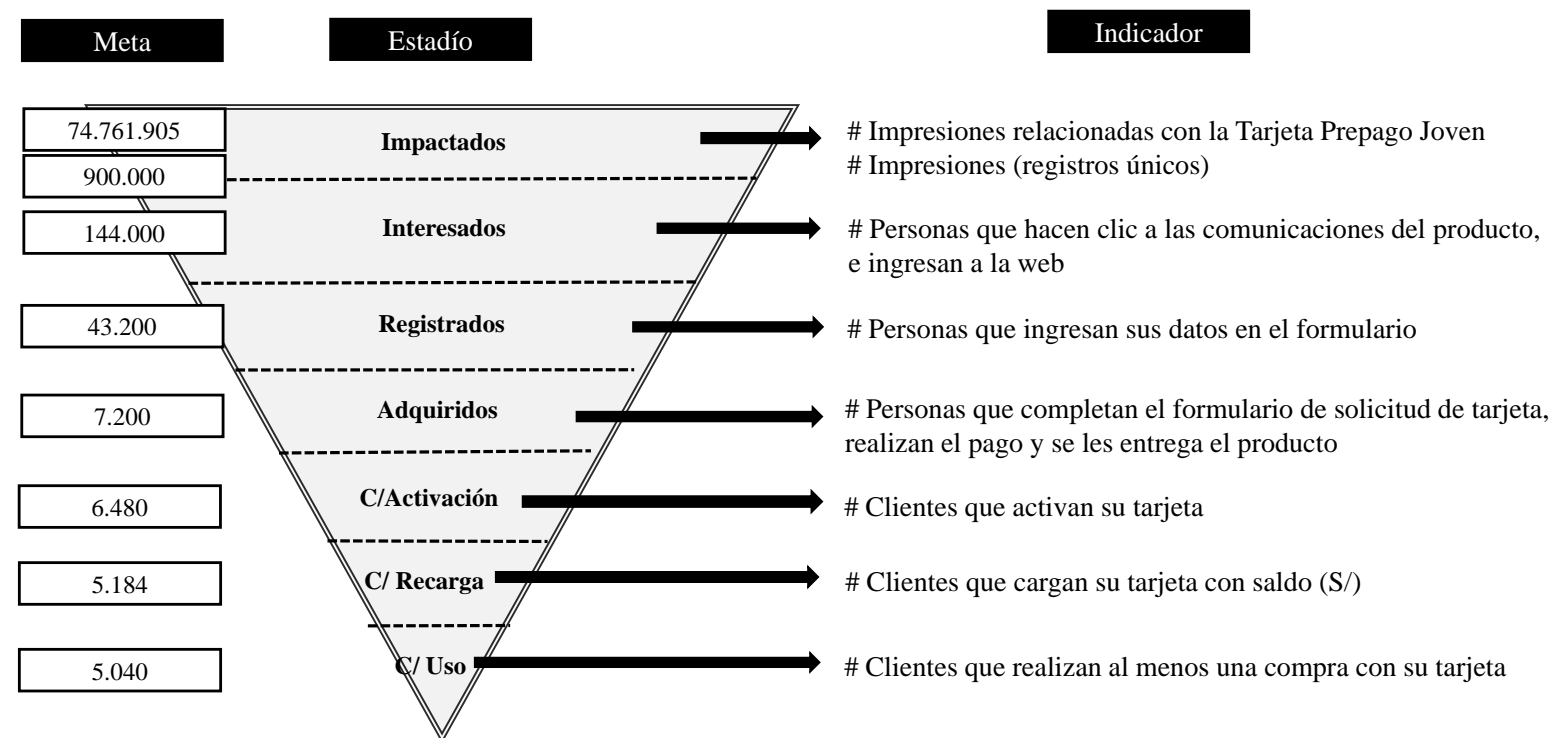 Meta
Estadío
Indicador
74.761.905
900.000
Impactados
# Impresiones relacionadas con la Tarjeta Prepago Joven
# Impresiones (registros únicos)
144.000
Interesados
# Personas que hacen clic a las comunicaciones del producto,
e ingresan a la web
43.200
Registrados
# Personas que ingresan sus datos en el formulario
7.200
Adquiridos
# Personas que completan el formulario de solicitud de tarjeta,
realizan el pago y se les entrega el producto
6.480
C/Activación
# Clientes que activan su tarjeta
5.184
C/ Recarga
# Clientes que cargan su tarjeta con saldo (S/)
5.040
C/ Uso
# Clientes que realizan al menos una compra con su tarjeta